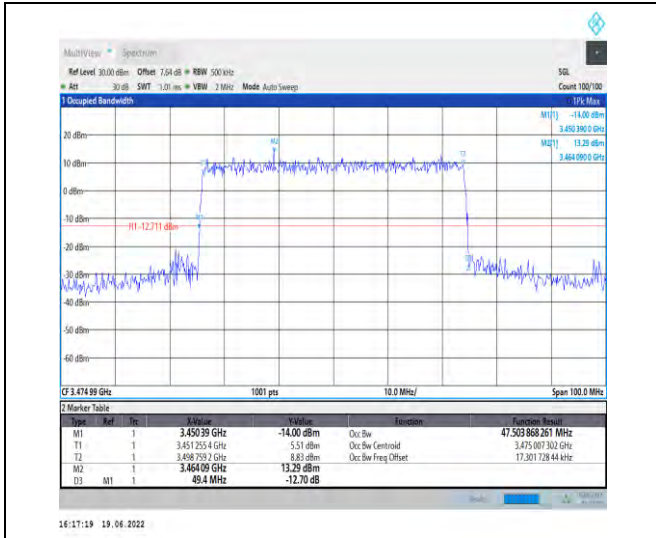 MultiView Spectrum
Ref Level 30.00 dBm Offset 7.64 dB RBW 500 kHz SGL
Att 30 dB SWT 1.01 ms VBW 2 MHz Mode Auto Sweep Count 100/100
1 Occupied Bandwidth 1Pk Max
M1[1] -14.00 dBm
3.450 390 0 GHz
M2[1] 13.29 dBm
3.464 090 0 GHz
20 dBm
M2
T2
10 dBm
0 dBm
-10 dBm
H1 -12.711 dBm
-30 dBm
-40 dBm
-50 dBm
-60 dBm
CF 3.474 99 GHz 1001 pts 10.0 MHz/ Span 100.0 MHz
2 Marker Table
Type Ref Trc X-Value Y-Value Function Function Result
M1 1 3.450 39 GHz -14.00 dBm Occ Bw 47.503 868 261 MHz
T1 1 3.451 255 4 GHz 5.51 dBm Occ Bw Centroid 3.475 007 302 GHz
T2 1 3.498 759 2 GHz 8.83 dBm Occ Bw Freq Offset 17.301 728 44 kHz
M2 1 3.464 09 GHz 13.29 dBm
D3 M1 1 49.4 MHz -12.70 dB
16:17:19 19.06.2022